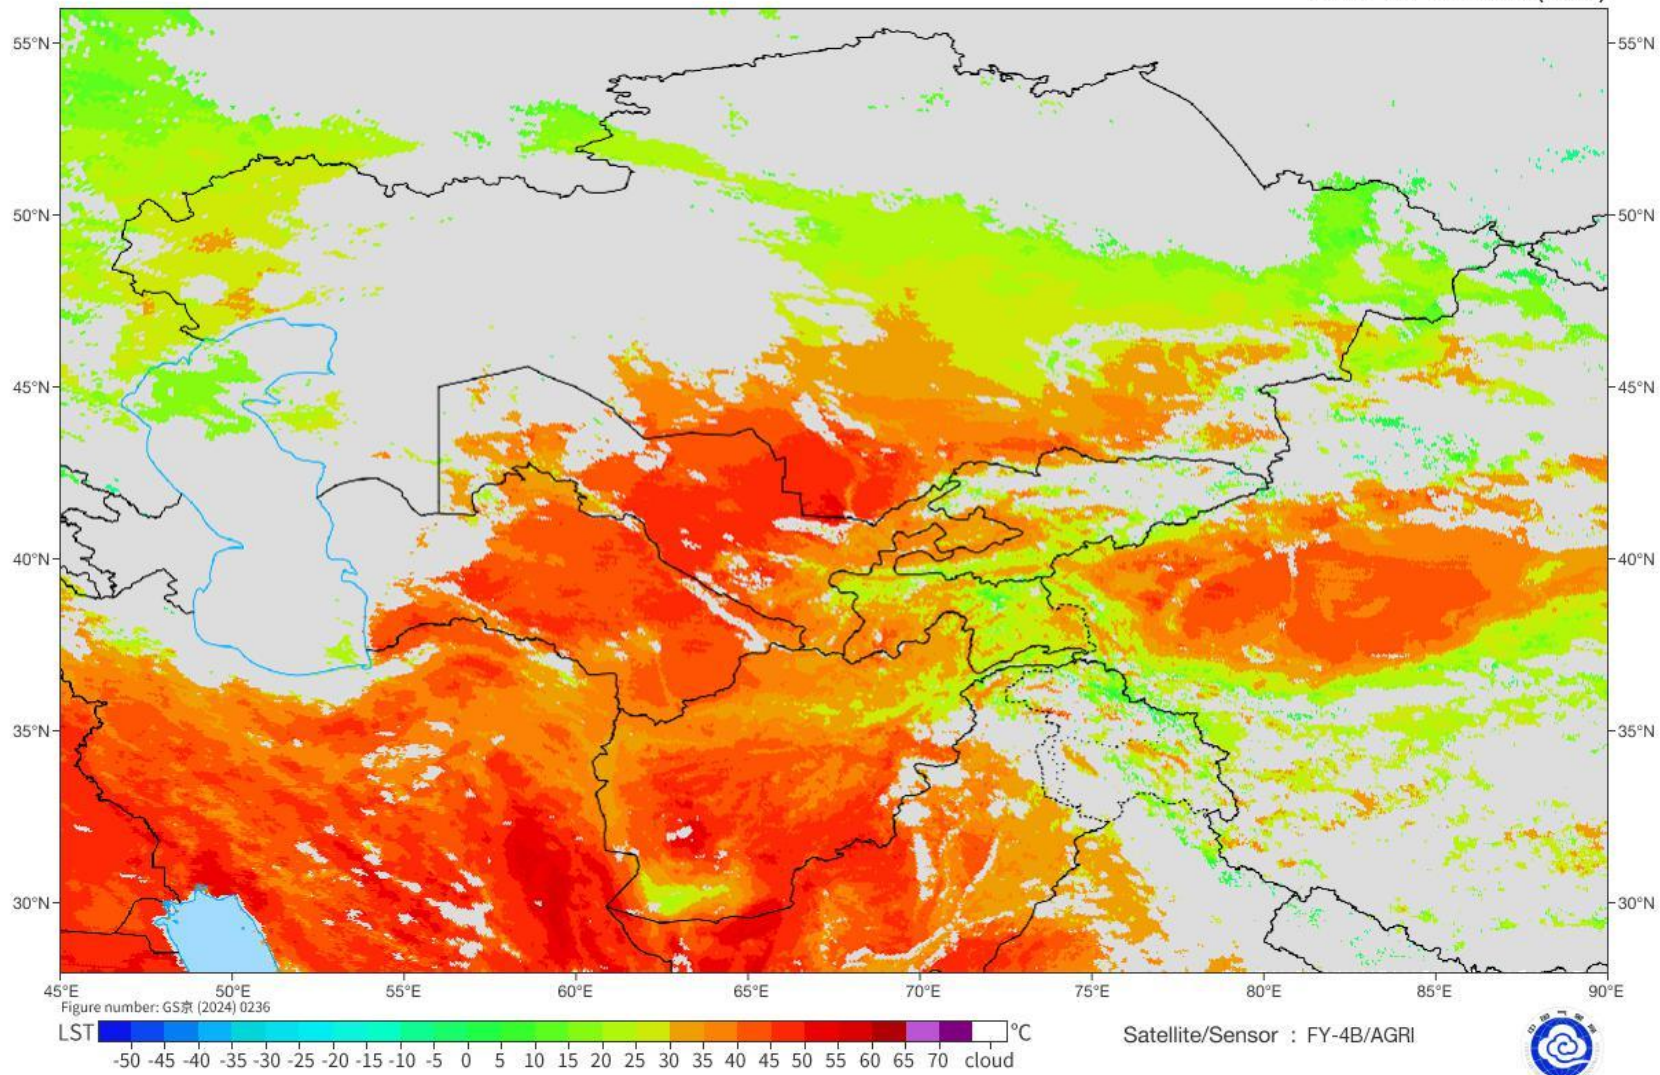 55°N 55°N
50°N 50°N
45°N 45°N
40°N 40°N
35°N 35°N
30°N 30°N
45°E 50°E 55°E 60°E 65°E 70°E 75°E 80°E 85°E 90°E
Figure number: GS京 (2024) 0236
LST °C
-50 -45 -40 -35 -30 -25 -20 -15 -10 -5 0 5 10 15 20 25 30 35 40 45 50 55 60 65 70 cloud
Satellite/Sensor : FY-4B/AGRI